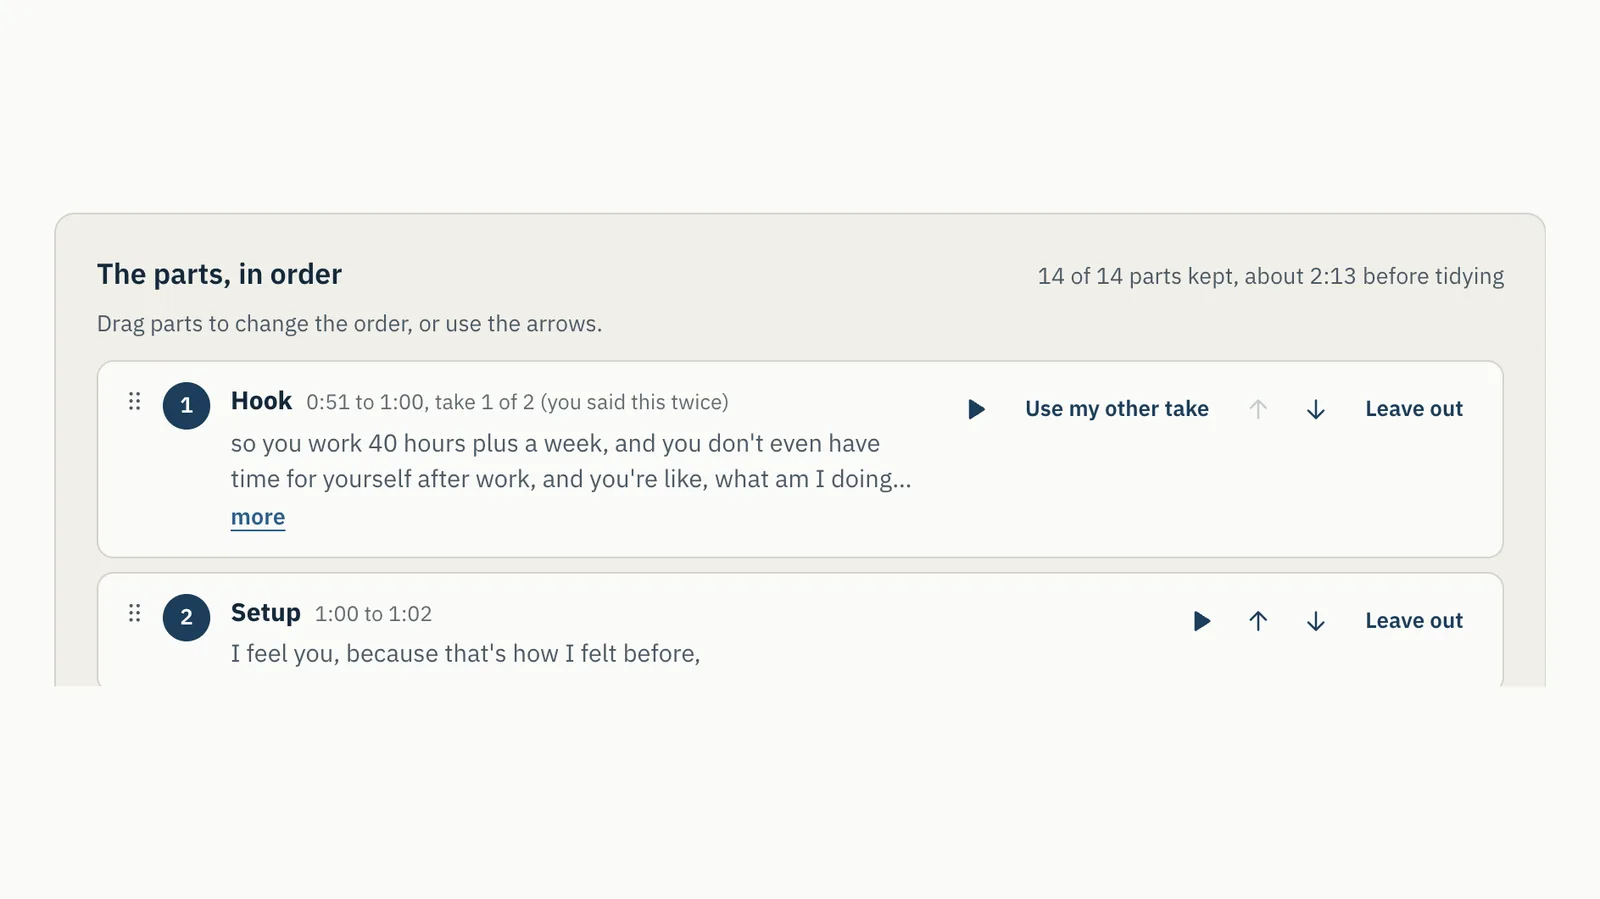 The parts, in order
14 of 14 parts kept, about 2:13 before tidying
Drag parts to change the order, or use the arrows.
1
Hook 0:51 to 1:00, take 1 of 2 (you said this twice)
Use my other take
Leave out
so you work 40 hours plus a week, and you don't even have
time for yourself after work, and you're like, what am I doing...
more
2
Setup 1:00 to 1:02
Leave out
I feel you, because that's how I felt before,